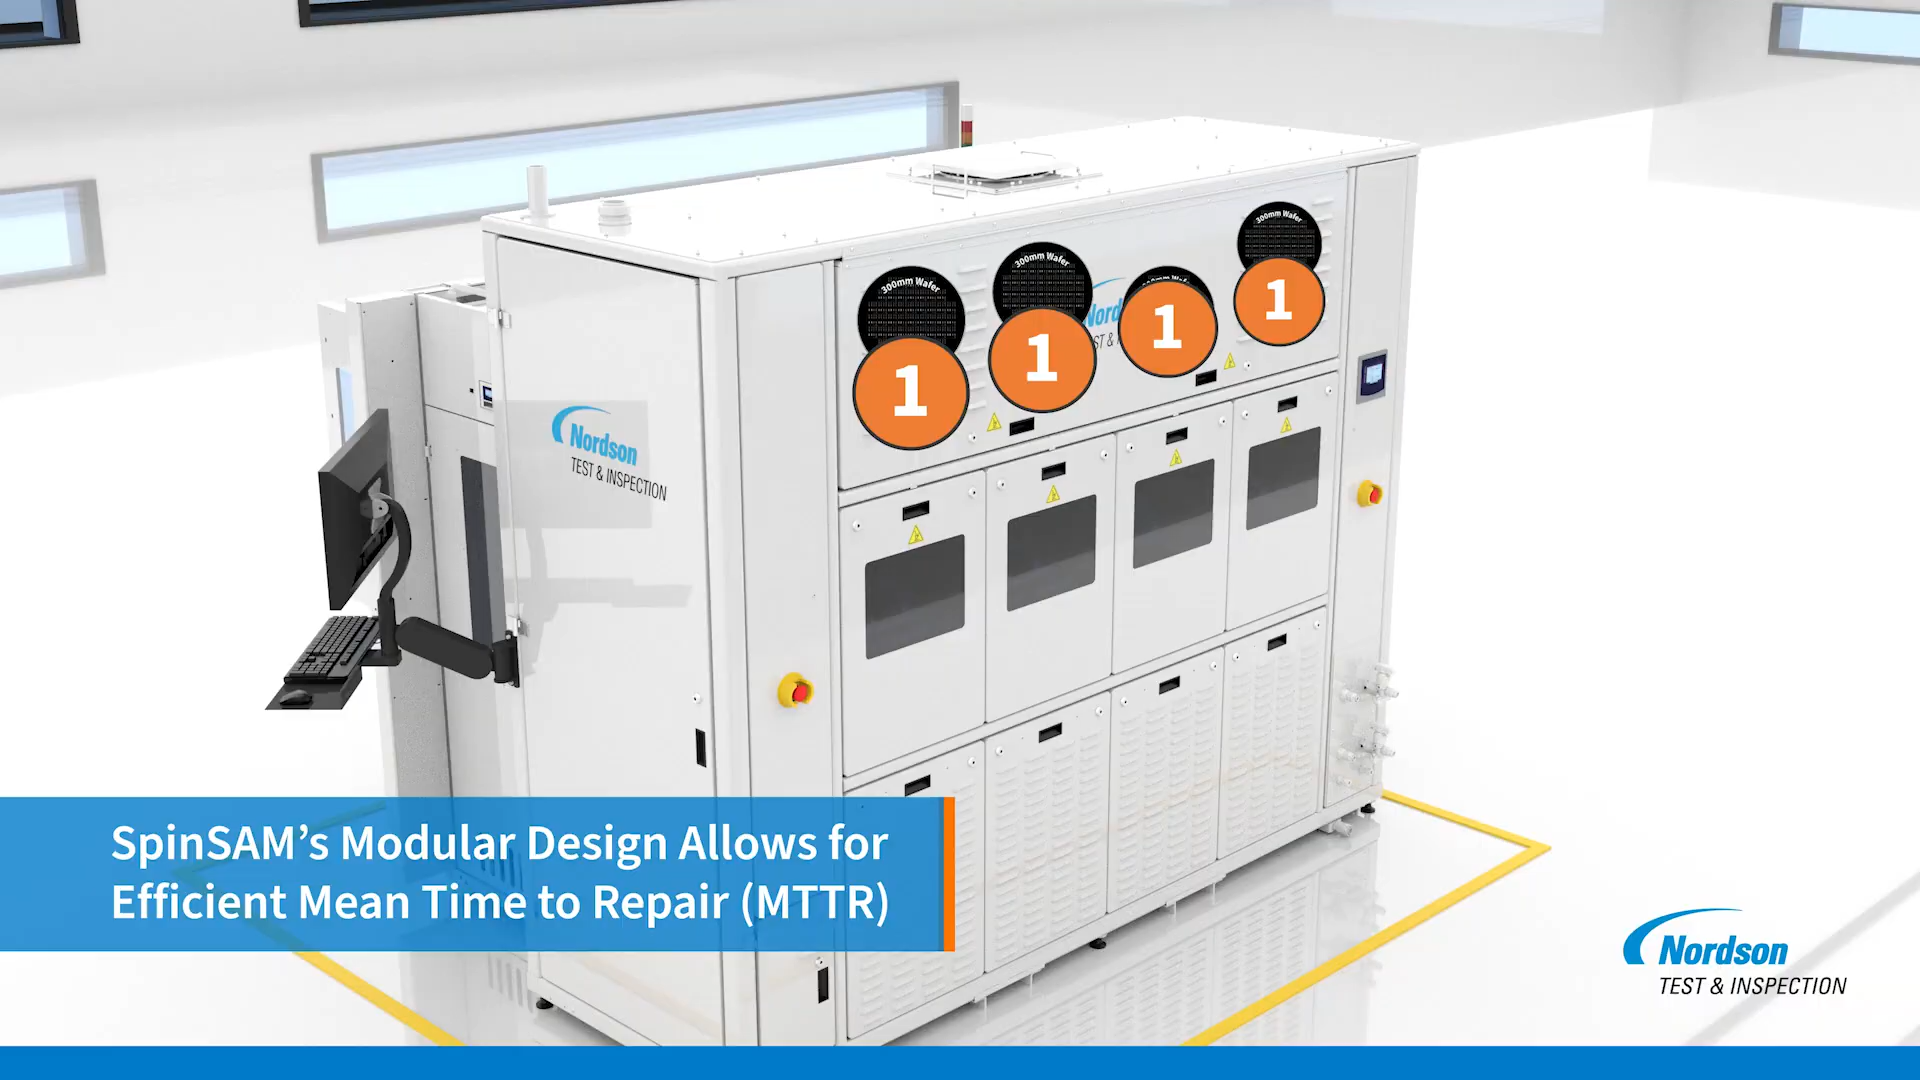 300mm Wafer
300mm Wafer
300mm Wafer
1
1
1
1
Nordson
TEST & INSPECTION
SpinSAM’s Modular Design Allows for
Efficient Mean Time to Repair (MTTR)
Nordson
TEST & INSPECTION